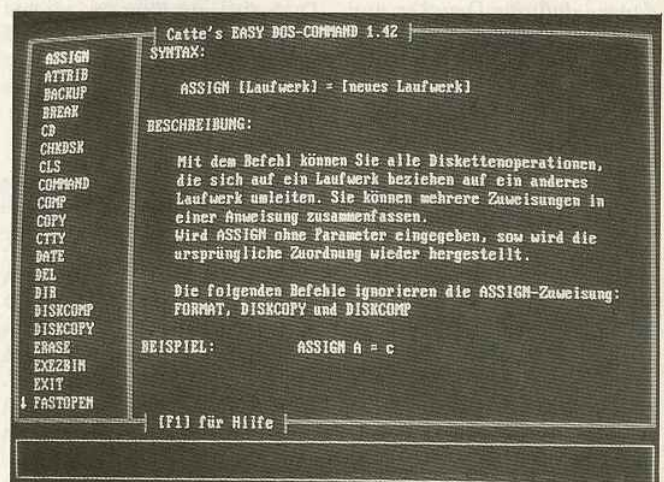 Catte's EASY DOS-COMMAND 1.42
ASSIGN
ATTRIB
BACKUP
BREAK
CD
CHKDSK
CLS
COMMAND
COMP
COPY
CTTY
DATE
DEL
DIR
DISKCOMP
DISKCOPY
ERASE
EXE2BIN
EXIT
↓ FASTOPEN
SYNTAX:
ASSIGN [Laufwerk] = [neues Laufwerk]
BESCHREIBUNG:
Mit dem Befehl können Sie alle Diskettenoperationen,
die sich auf ein Laufwerk beziehen auf ein anderes
Laufwerk umleiten. Sie können mehrere Zuweisungen in
einer Anweisung zusammenfassen.
Wird ASSIGN ohne Parameter eingegeben, sow wird die
ursprüngliche Zuordnung wieder hergestellt.
Die folgenden Befehle ignorieren die ASSIGN-Zuweisung:
FORMAT, DISKCOPY und DISKCOMP
BEISPIEL: ASSIGN A = c
[F1] für Hilfe